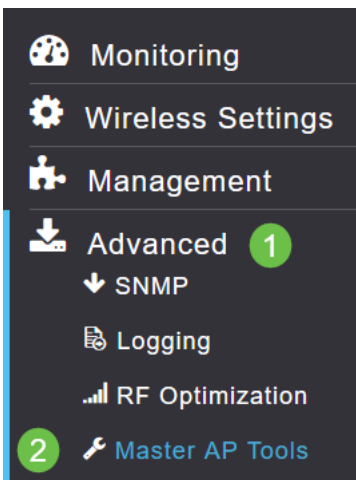 Monitoring
Wireless Settings
Management
Advanced 1
SNMP
Logging
RF Optimization
2 Master AP Tools